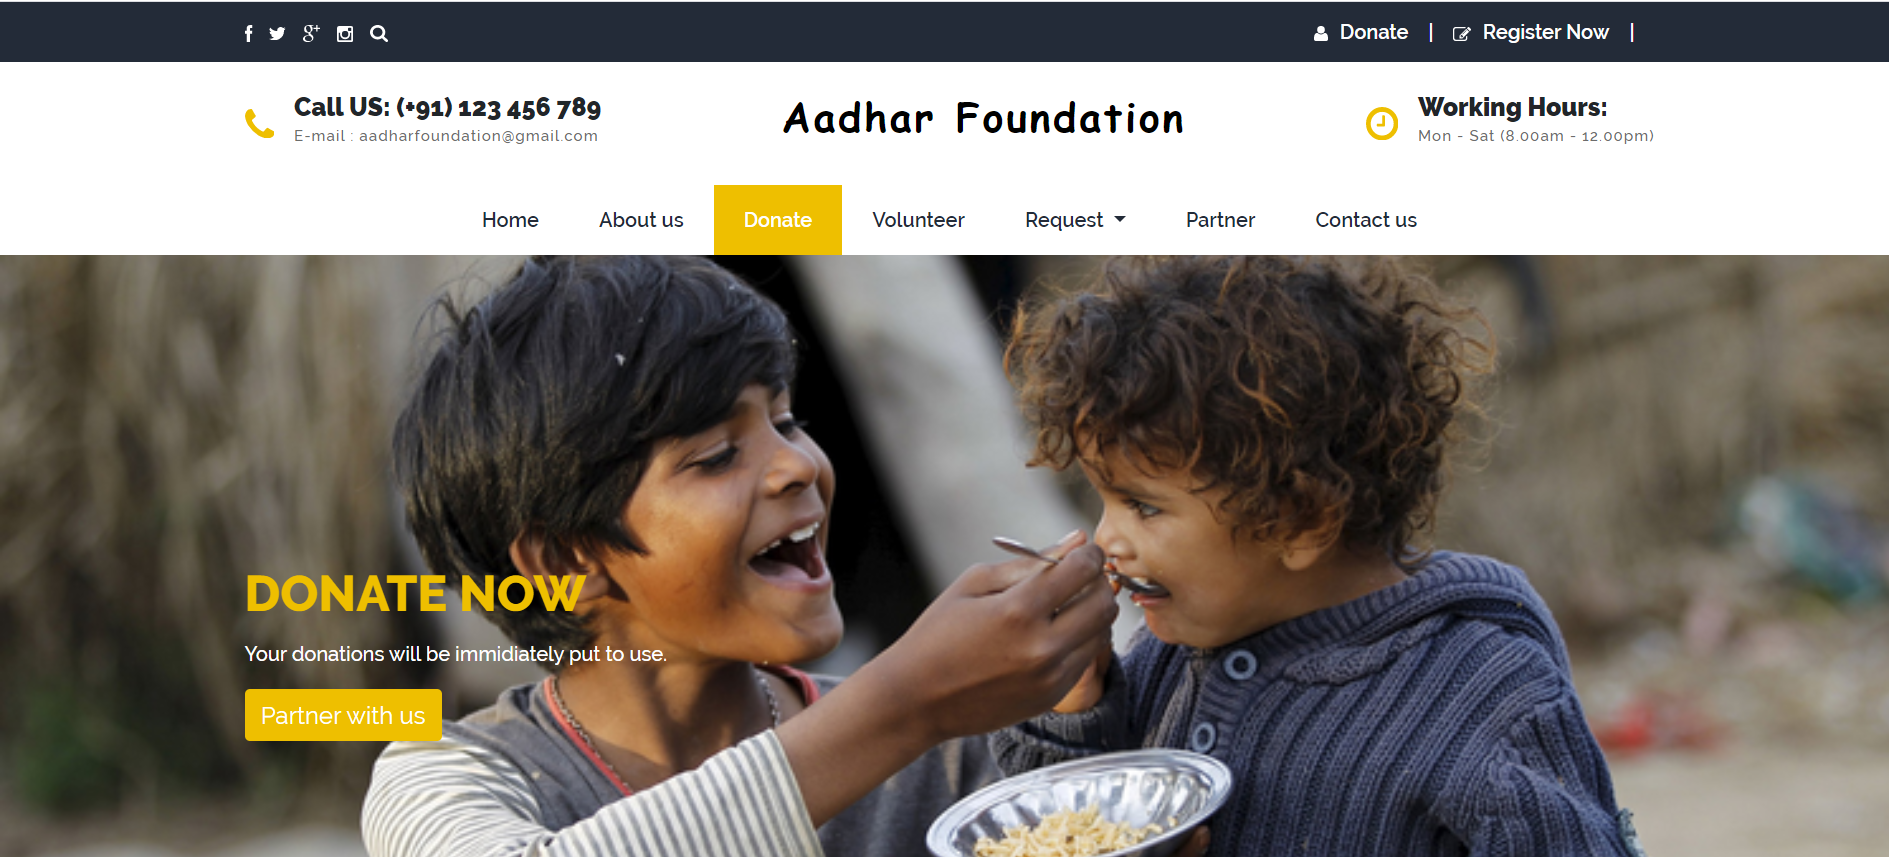 Donate | Register Now |
Call US: (+91) 123 456 789
E-mail : aadharfoundation@gmail.com
Aadhar Foundation
Working Hours:
Mon - Sat (8.00am - 12.00pm)
Home About us Donate Volunteer Request Partner Contact us
DONATE NOW
Your donations will be immidiately put to use.
Partner with us